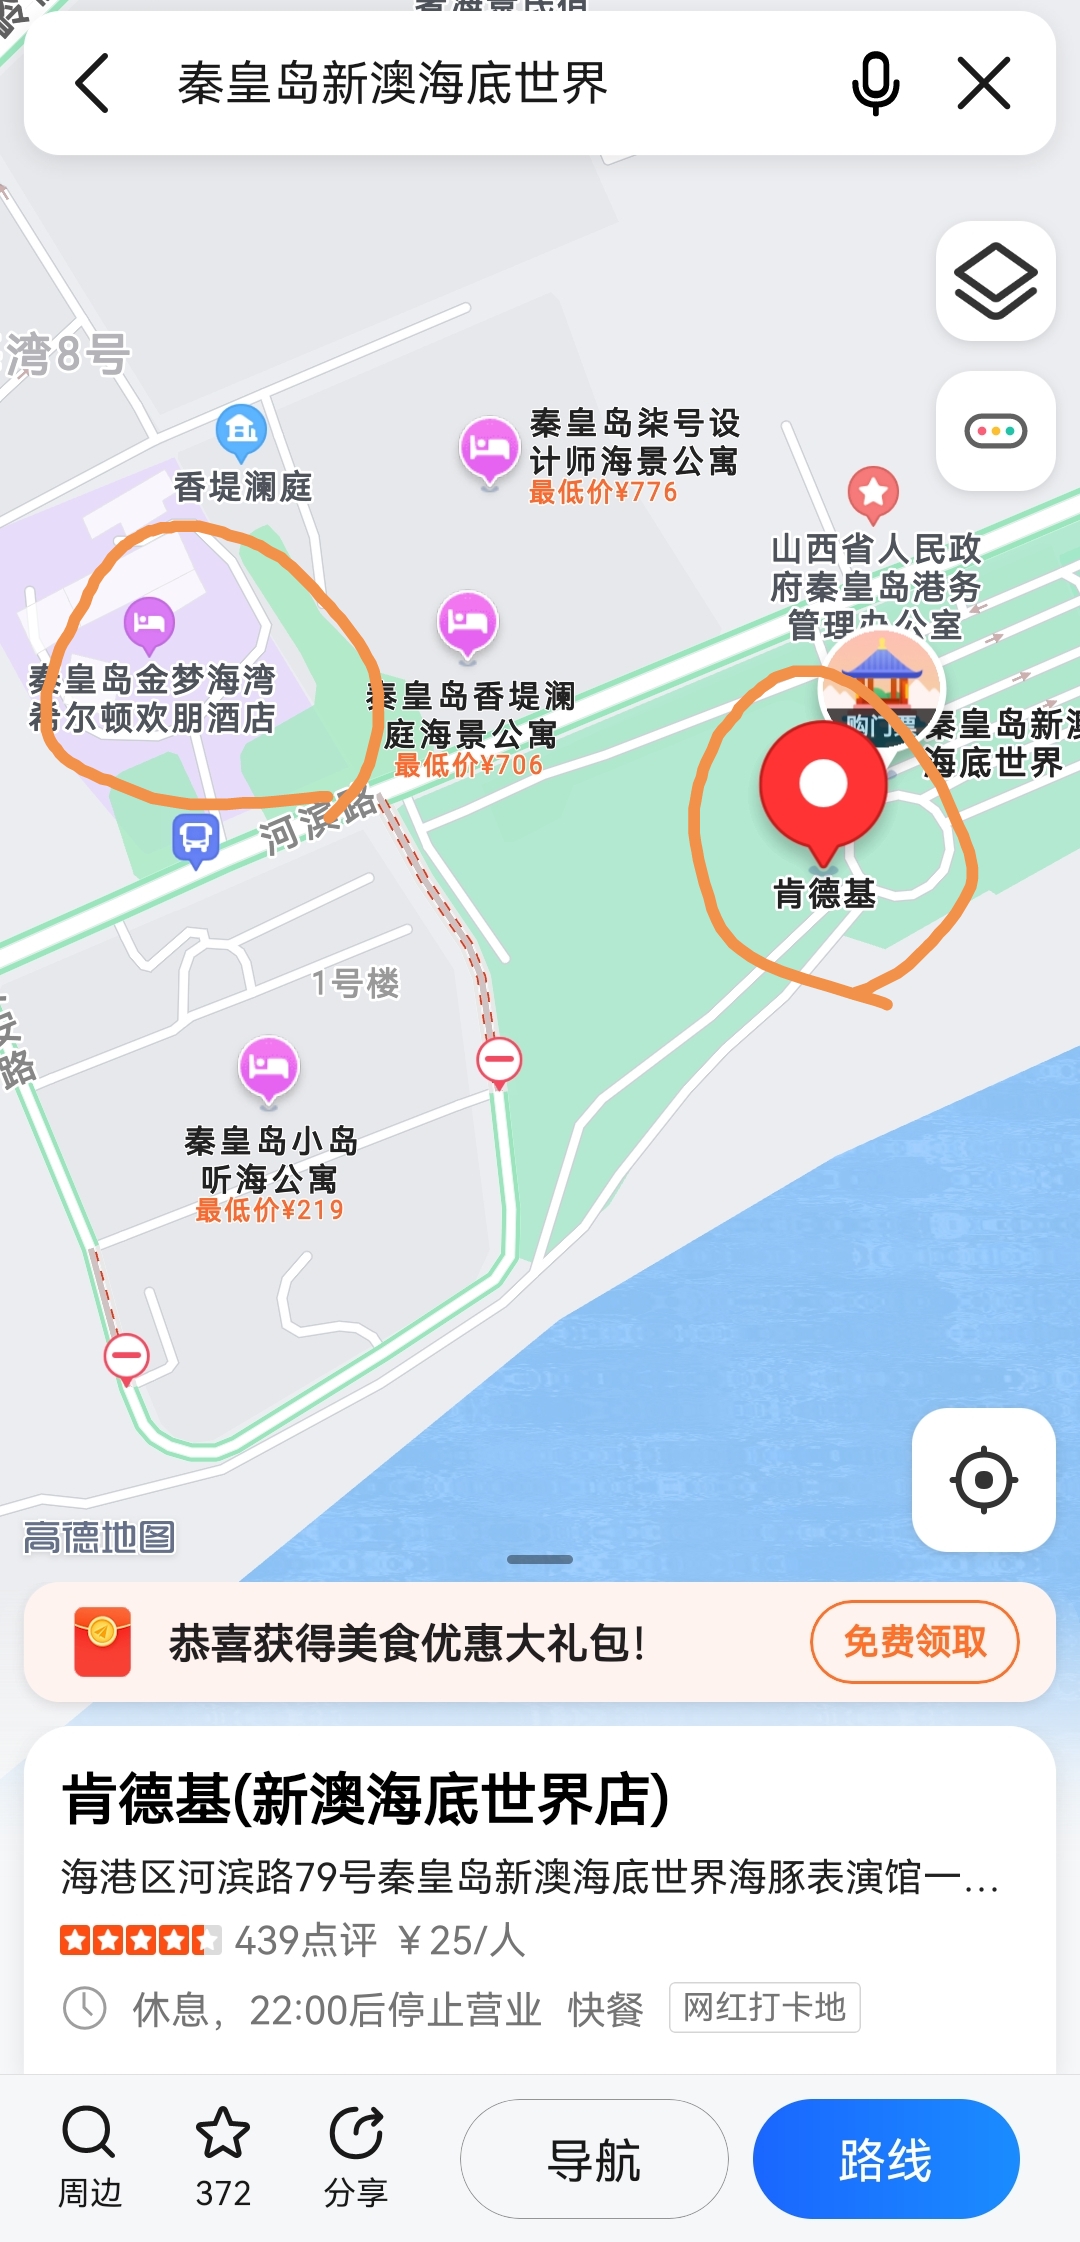 秦皇岛新澳海底世界
湾8号
香堤澜庭
秦皇岛柒号设
计师海景公寓
最低价¥776
山西省人民政
府秦皇岛港务
管理办公室
秦皇岛金梦海湾
希尔顿欢朋酒店
秦皇岛香堤澜
庭海景公寓
最低价¥706
购门票
秦皇岛新澳
海底世界
河滨路
肯德基
1号楼
路
秦皇岛小岛
听海公寓
最低价¥219
高德地图
恭喜获得美食优惠大礼包!
免费领取
肯德基(新澳海底世界店)
海港区河滨路79号秦皇岛新澳海底世界海豚表演馆一...
439点评 ¥25/人
休息, 22:00后停止营业 快餐 网红打卡地
周边
372
分享
导航
路线